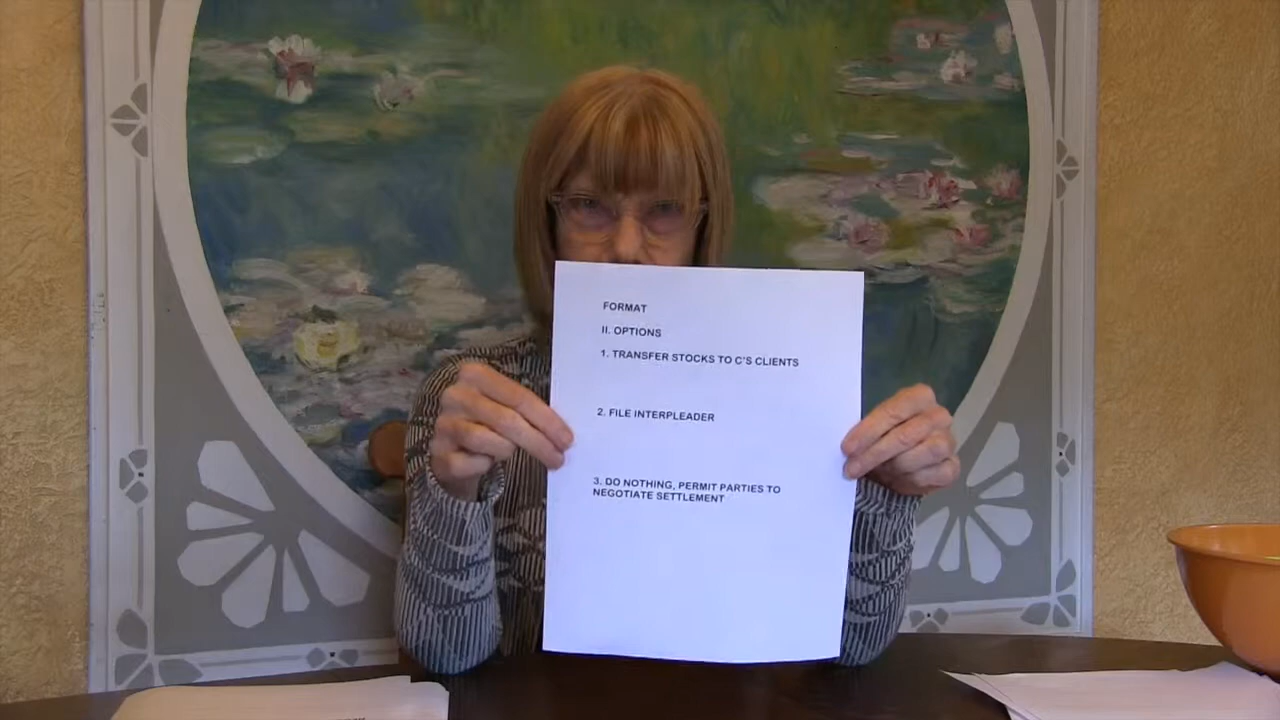 FORMAT
II. OPTIONS
1. TRANSFER STOCKS TO C'S CLIENTS
2. FILE INTERPLEADER
3. DO NOTHING, PERMIT PARTIES TO
NEGOTIATE SETTLEMENT